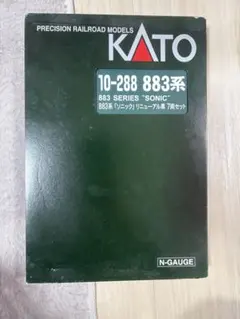 PRECISION RAILROAD MODELS
KATO
10-288 883系
883 SERIES "SONIC"
883系「ソニック」リニューアル車 7両セット
N-GAUGE